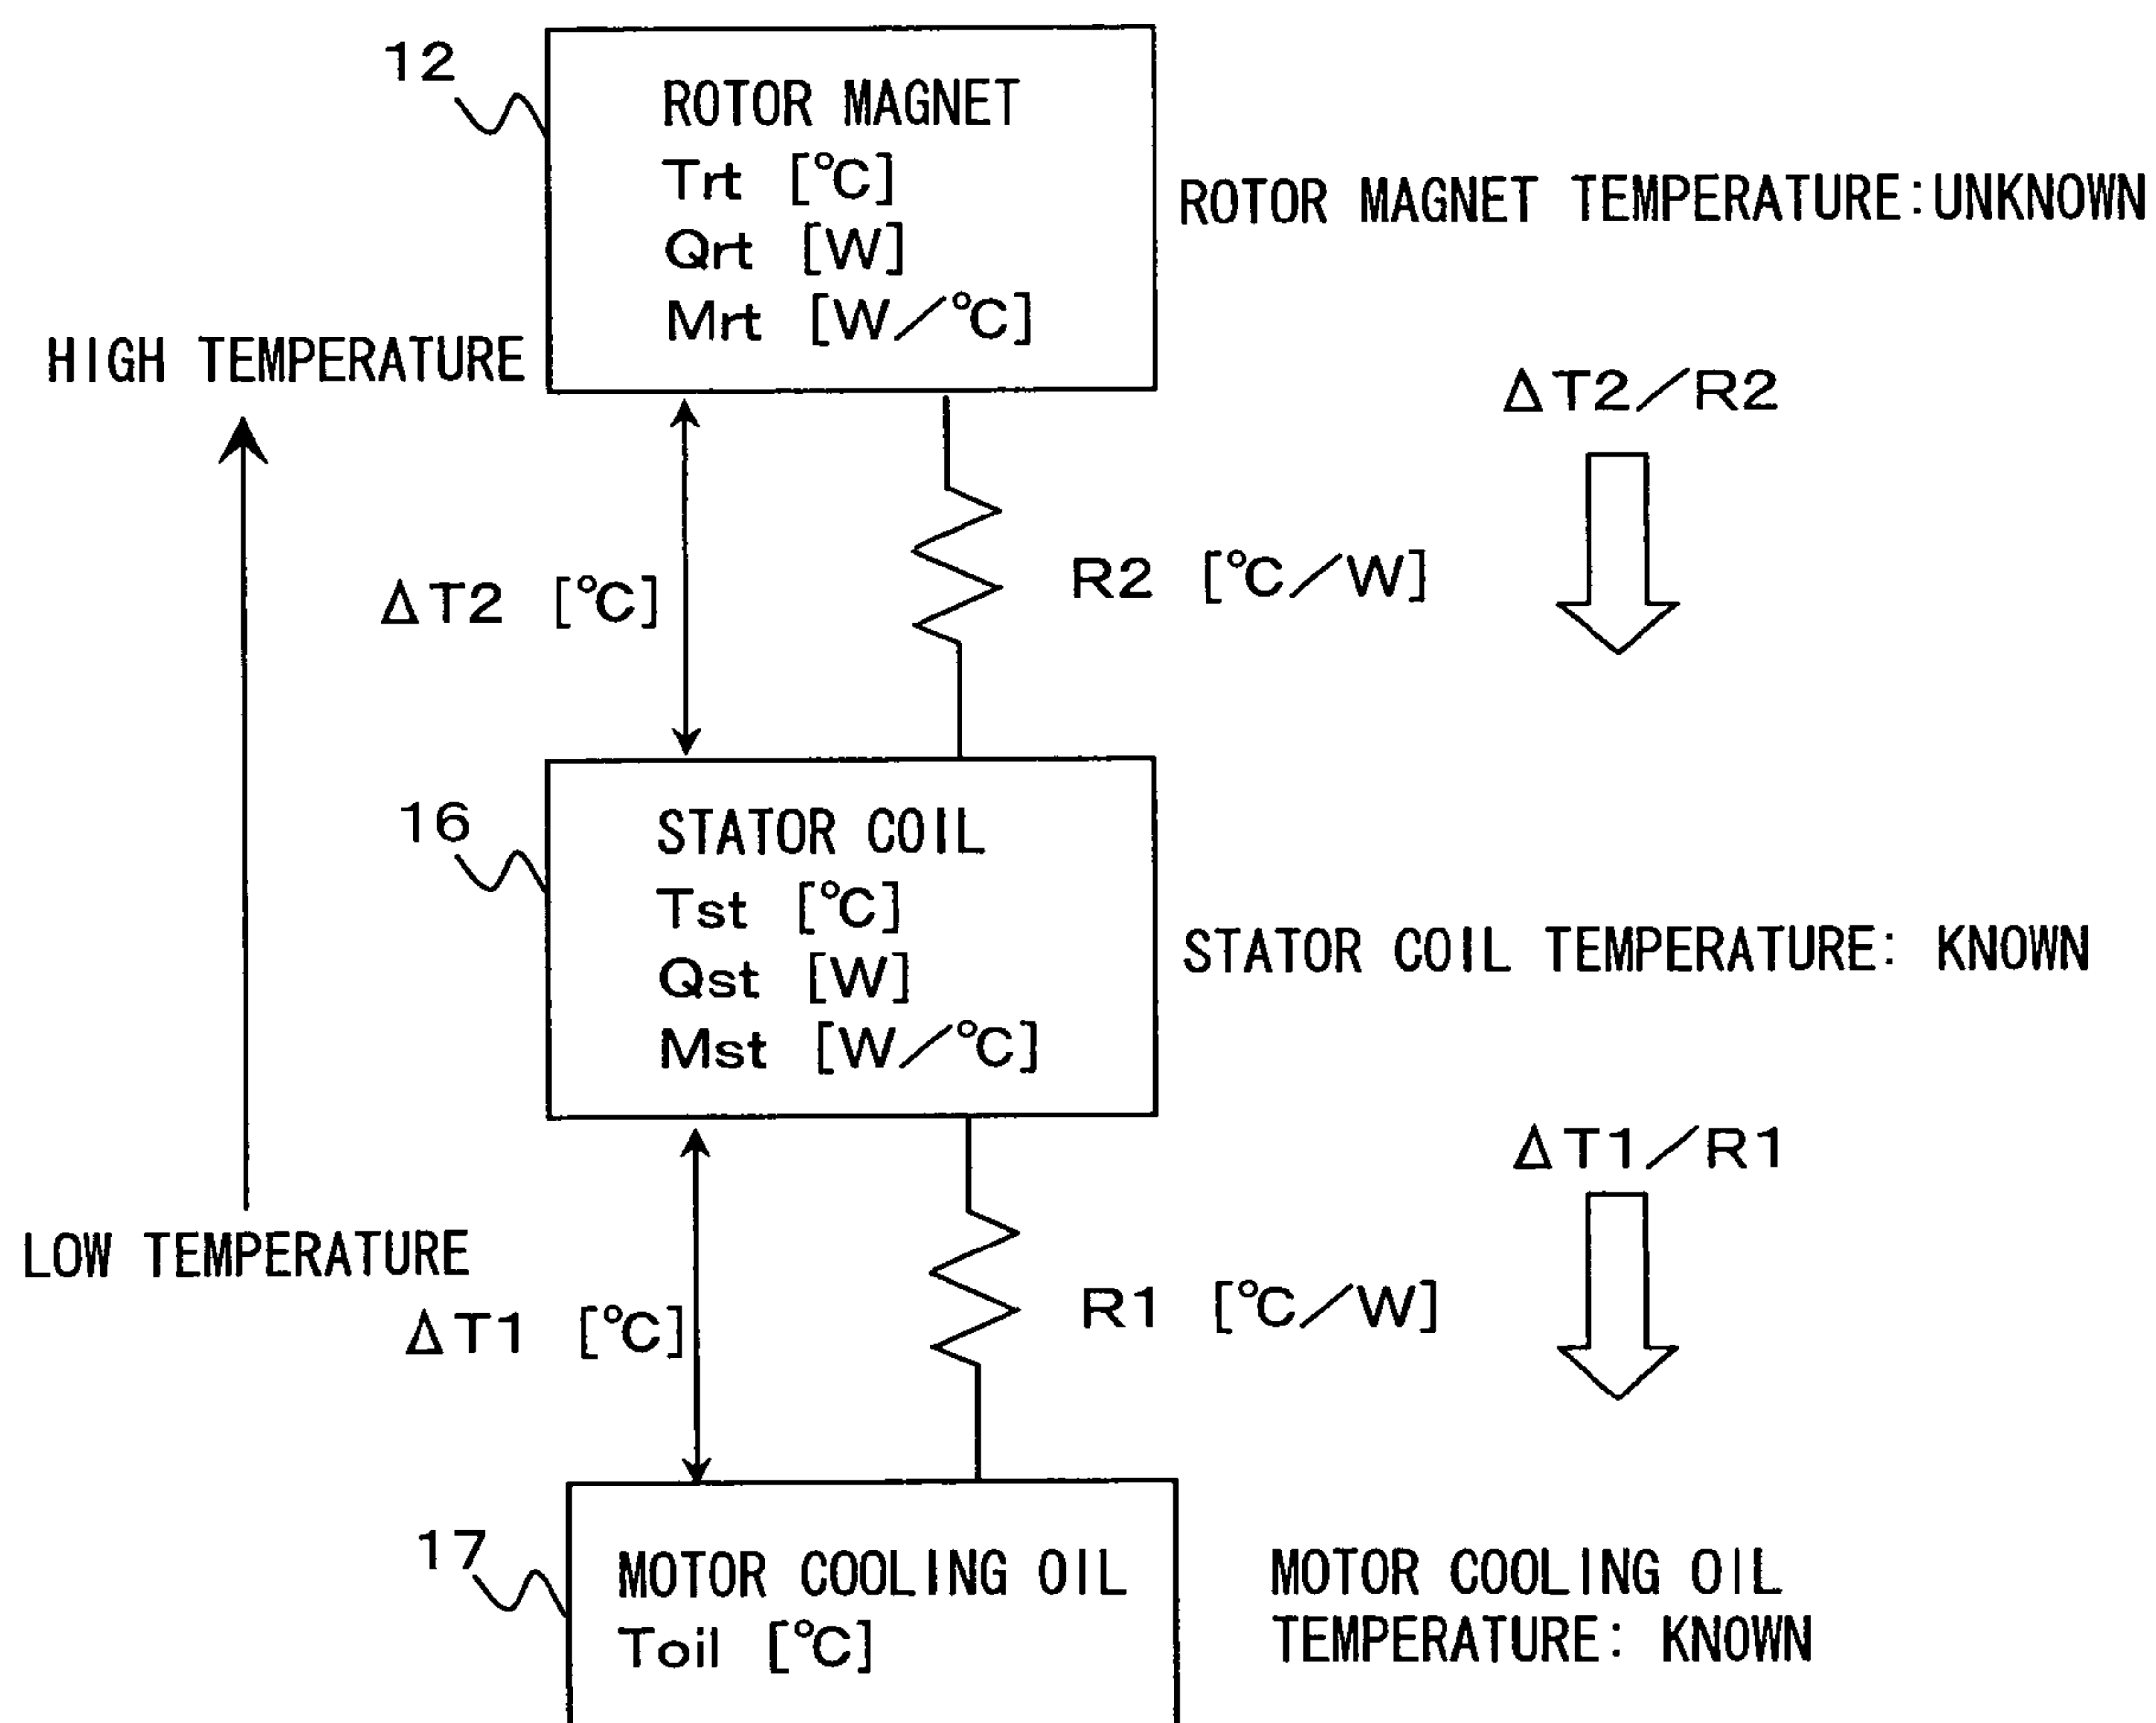 12
ROTOR MAGNET
Trt [℃]
Qrt [W]
Mrt [W/℃]
ROTOR MAGNET TEMPERATURE:UNKNOWN
HIGH TEMPERATURE
ΔT2/R2
ΔT2 [℃]
R2 [℃/W]
16
STATOR COIL
Tst [℃]
Qst [W]
Mst [W/℃]
STATOR COIL TEMPERATURE: KNOWN
ΔT1/R1
LOW TEMPERATURE
ΔT1 [℃]
R1 [℃/W]
17
MOTOR COOLING OIL
Toil [℃]
MOTOR COOLING OIL
TEMPERATURE: KNOWN